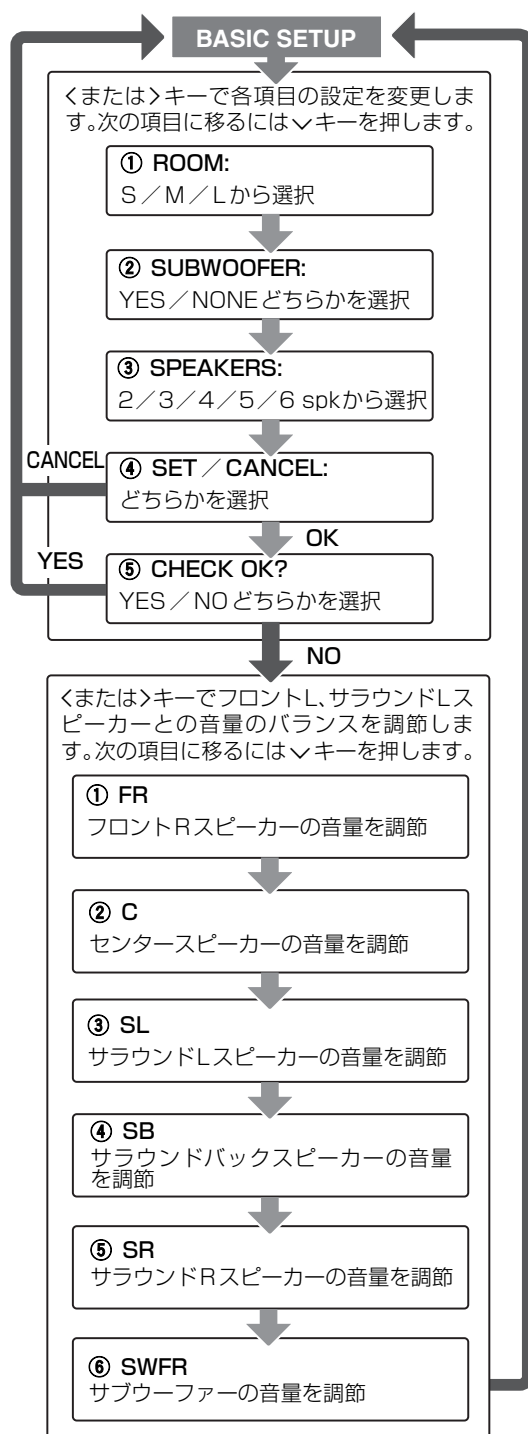 BASIC SETUP
〈または〉キーで各項目の設定を変更しま
す。次の項目に移るには﹀キーを押します。
① ROOM:
S／M／Lから選択
② SUBWOOFER:
YES／NONEどちらかを選択
③ SPEAKERS:
2／3／4／5／6 spkから選択
CANCEL
④ SET／CANCEL:
どちらかを選択
OK
YES
⑤ CHECK OK?
YES／NOどちらかを選択
NO
〈または〉キーでフロントL、サラウンドLス
ピーカーとの音量のバランスを調節しま
す。次の項目に移るには﹀キーを押します。
① FR
フロントRスピーカーの音量を調節
② C
センタースピーカーの音量を調節
③ SL
サラウンドLスピーカーの音量を調節
④ SB
サラウンドバックスピーカーの音量
を調節
⑤ SR
サラウンドRスピーカーの音量を調節
⑥ SWFR
サブウーファーの音量を調節